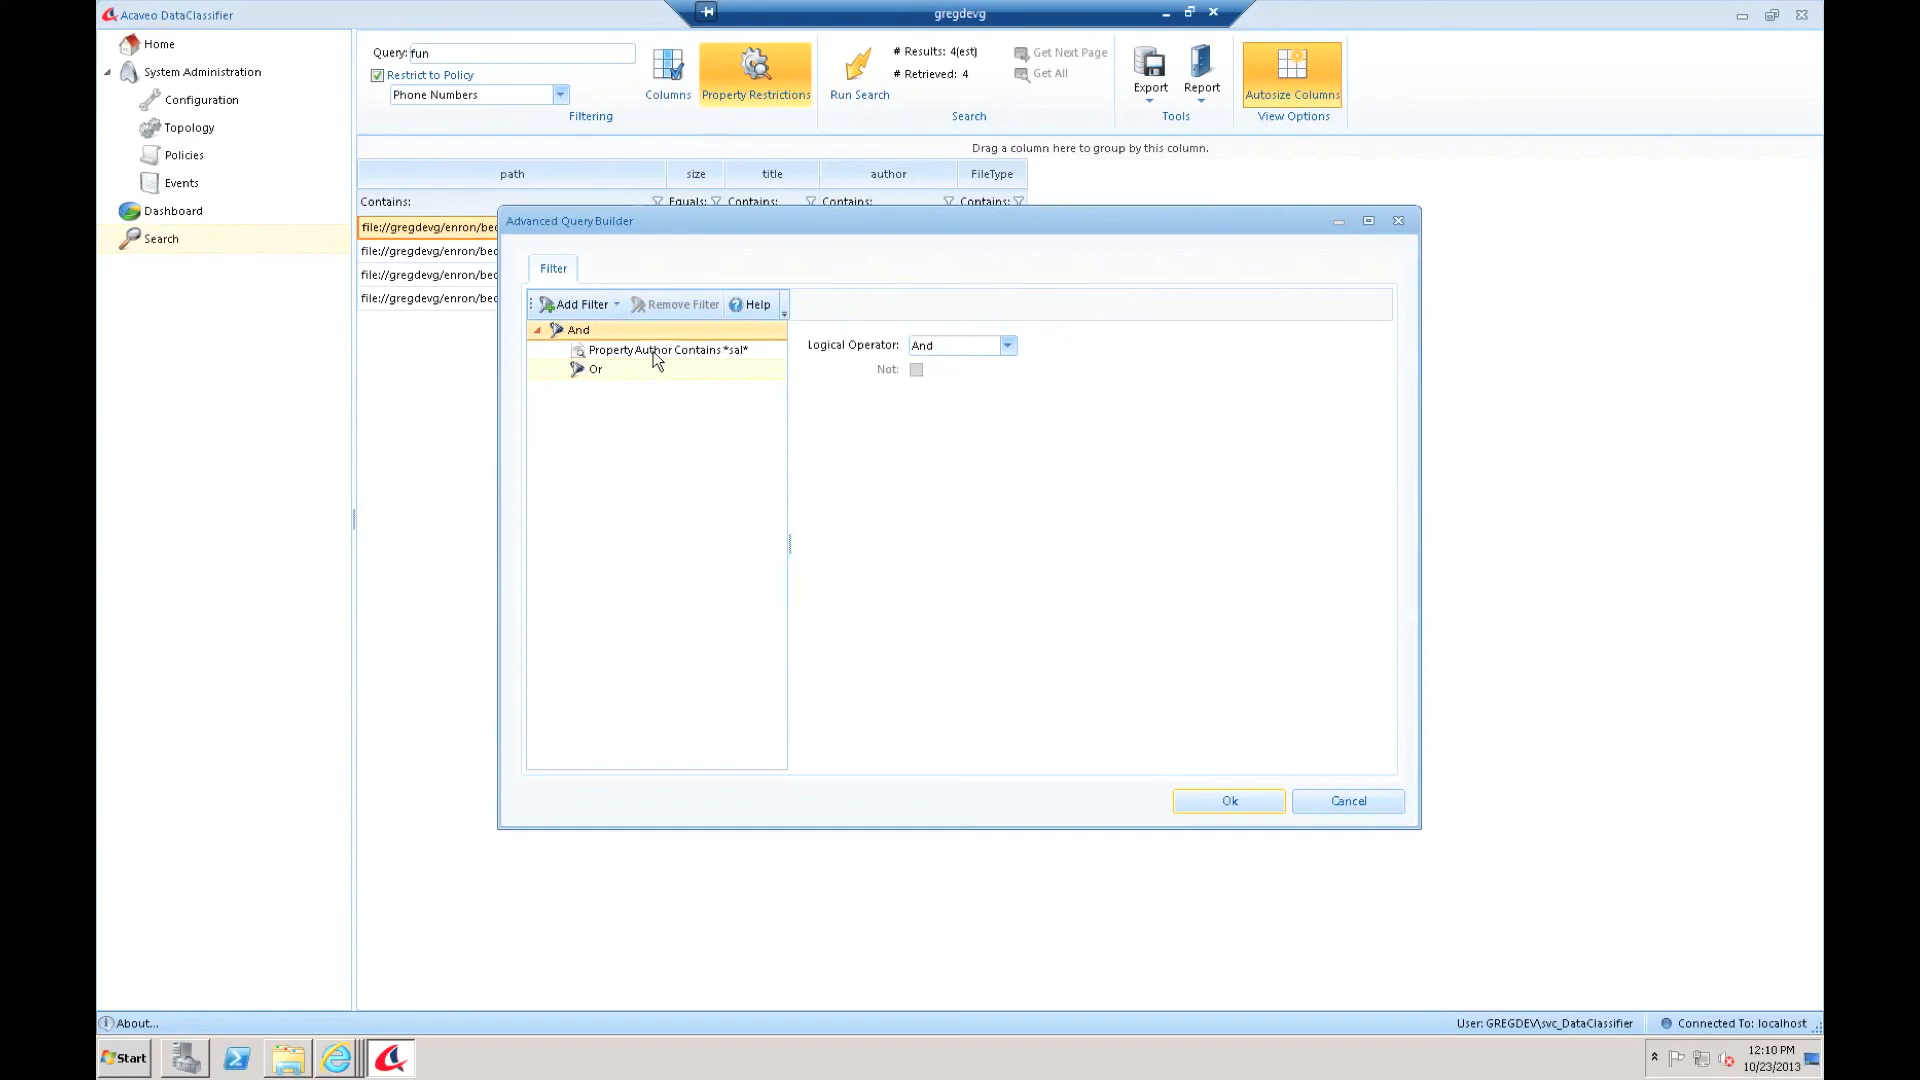 Acaveo DataClassifier
gregdevg
Home
System Administration
Configuration
Topology
Policies
Events
Dashboard
Search
Query: fun
Restrict to Policy
Phone Numbers
Columns
Property Restrictions
Filtering
Run Search
# Results: 4(est)
# Retrieved: 4
Get Next Page
Get All
Search
Export
Report
Tools
Autosize Columns
View Options
Drag a column here to group by this column.
path size title author FileType
Contains: Equals: Contains: Contains: Contains:
file://gregdevg/enron/bec
file://gregdevg/enron/bec
file://gregdevg/enron/bec
file://gregdevg/enron/bec
Advanced Query Builder
Filter
Add Filter Remove Filter Help
And
Property Author Contains *sal*
Or
Logical Operator: And
Not:
Ok Cancel
About...
User: GREGDEV\svc_DataClassifier Connected To: localhost
Start
12:10 PM
10/23/2013